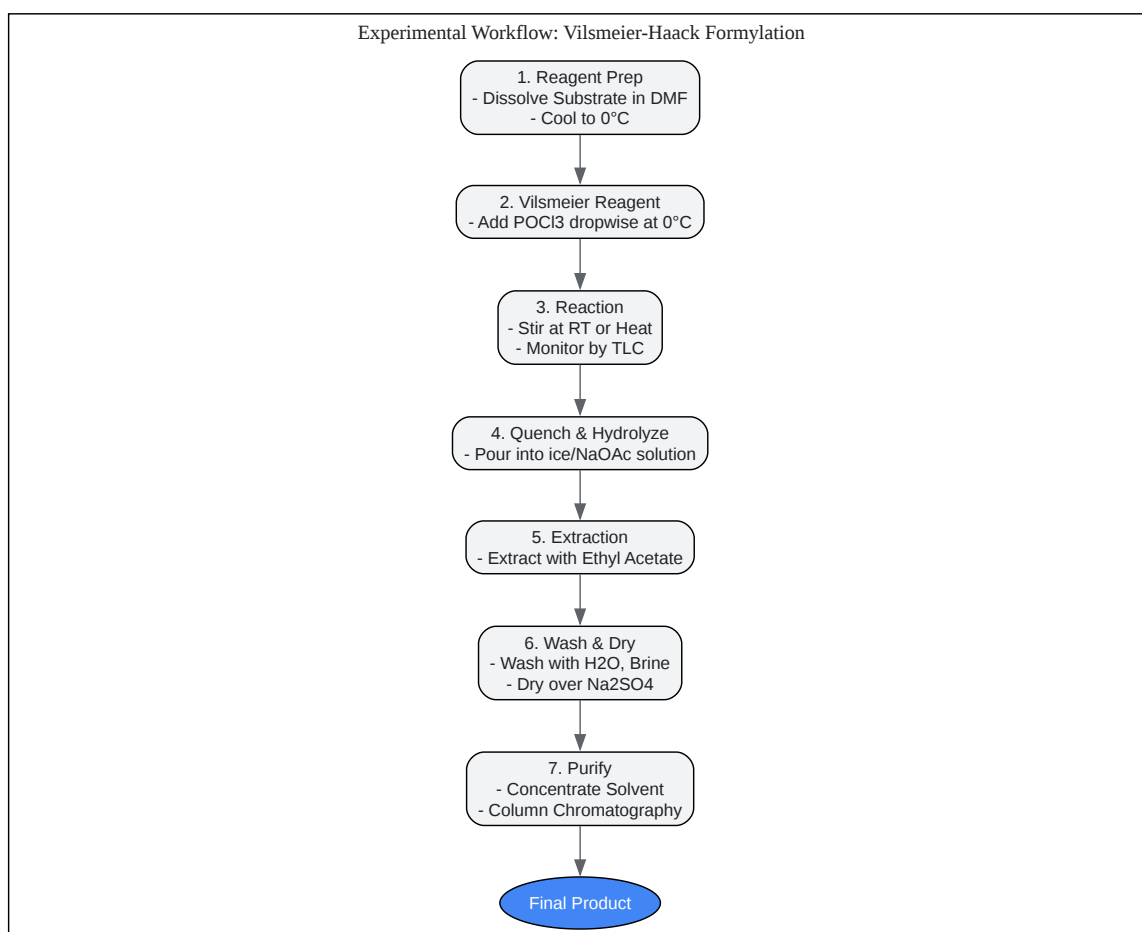 Experimental Workflow: Vilsmeier-Haack Formylation
1. Reagent Prep
- Dissolve Substrate in DMF
- Cool to 0°C
2. Vilsmeier Reagent
- Add POCl3 dropwise at 0°C
3. Reaction
- Stir at RT or Heat
- Monitor by TLC
4. Quench & Hydrolyze
- Pour into ice/NaOAc solution
5. Extraction
- Extract with Ethyl Acetate
6. Wash & Dry
- Wash with H2O, Brine
- Dry over Na2SO4
7. Purify
- Concentrate Solvent
- Column Chromatography
Final Product